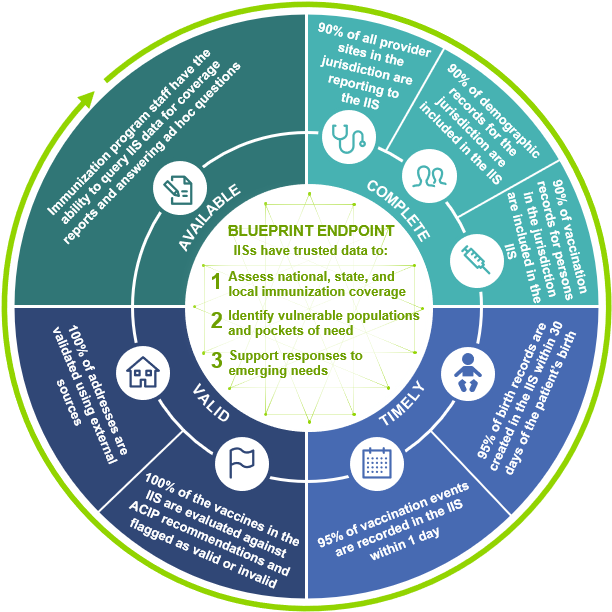 BLUEPRINT ENDPOINT
IISs have trusted data to:
1 Assess national, state, and
local immunization coverage
2 Identify vulnerable populations
and pockets of need
3 Support responses to
emerging needs
COMPLETE
90% of all provider
sites in the
jurisdiction are
reporting to
the IIS
90% of demographic
records for the
jurisdiction are
included in the IIS
90% of vaccination
records for persons
in the jurisdiction
are included in the
IIS
TIMELY
95% of birth records are
created in the IIS within 30
days of the patient's birth
95% of vaccination events
are recorded in the IIS
within 1 day
VALID
100% of the vaccines in the
IIS are evaluated against
ACIP recommendations and
flagged as valid or invalid
100% of addresses are
validated using external
sources
AVAILABLE
Immunization program staff have the
ability to query IIS data for coverage
reports and answering ad hoc questions